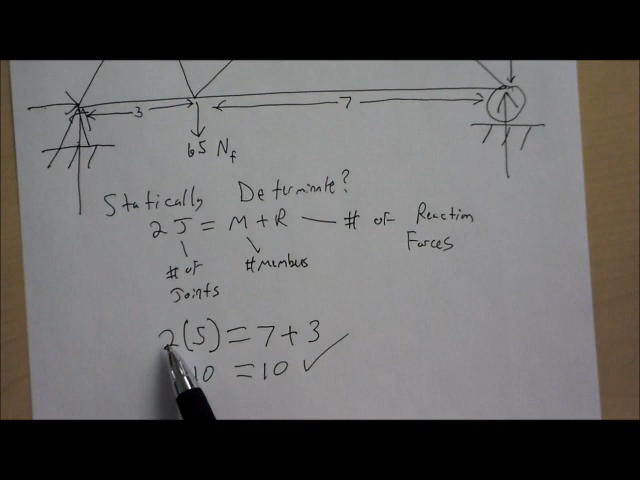 3
7
65 Nf
Statically Determinate?
2J = M + R — # of Reaction Forces
# of Joints
# Members
2(5) = 7 + 3
10 = 10 ✓